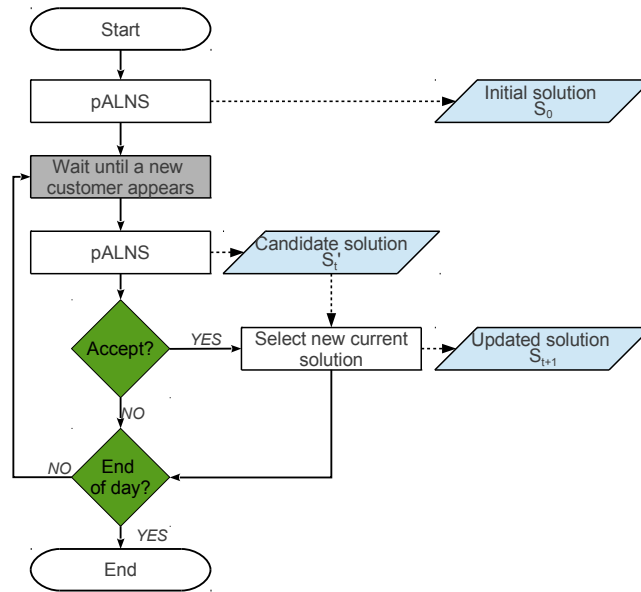 Start
pALNS
Initial solution
S0
Wait until a new
customer appears
pALNS
Candidate solution
St'
Accept?
YES
Select new current
solution
Updated solution
St+1
NO
End
of day?
NO
YES
End